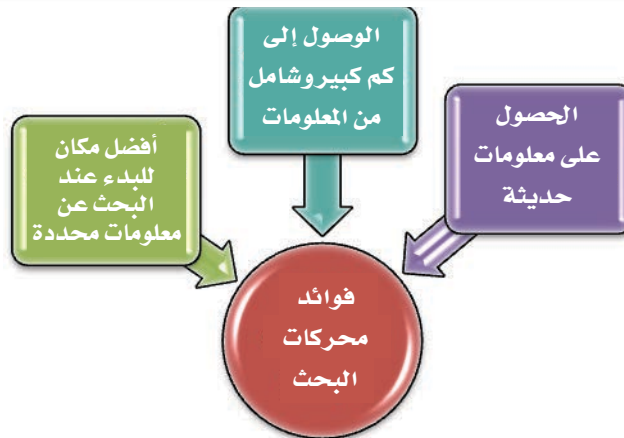 الوصول إلى
كم كبير وشامل
من المعلومات
الحصول
على معلومات
حديثة
أفضل مكان
للبدء عند
البحث عن
معلومات محددة
فوائد
محركات
البحث